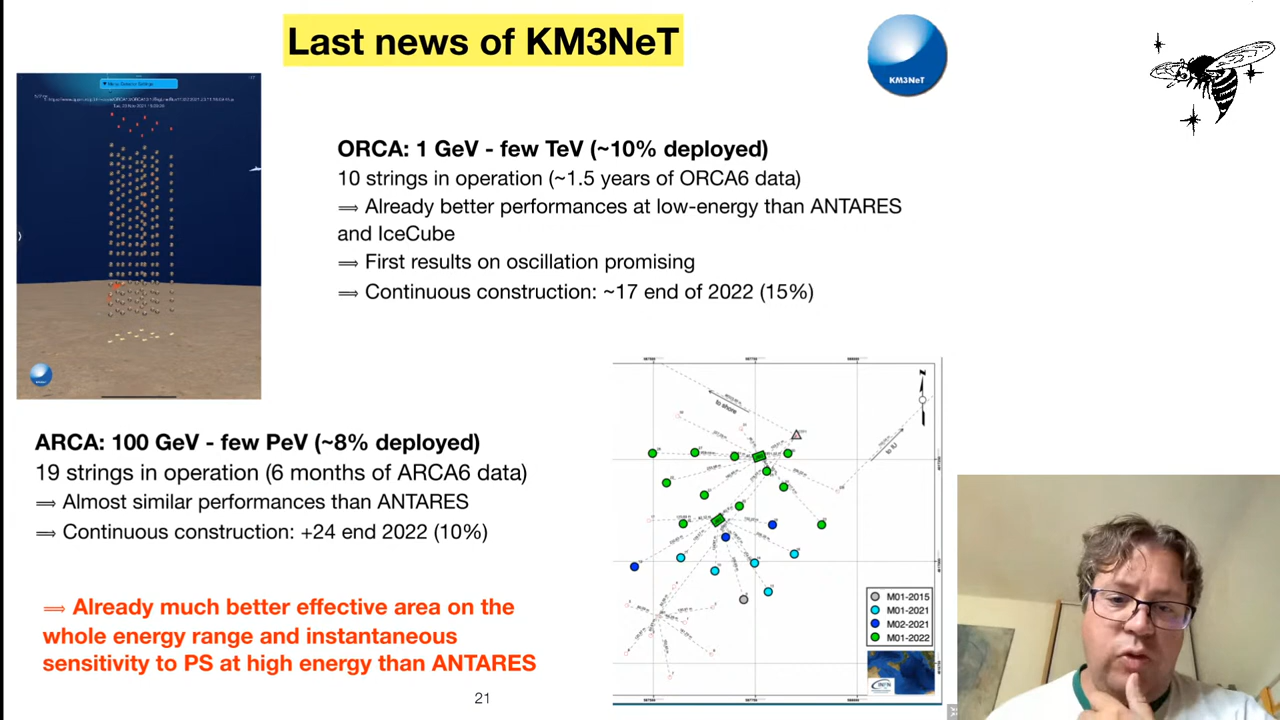 Last news of KM3NeT
KM3NeT
ORCA: 1 GeV - few TeV (~10% deployed)
10 strings in operation (~1.5 years of ORCA6 data)
⟹ Already better performances at low-energy than ANTARES
and IceCube
⟹ First results on oscillation promising
⟹ Continuous construction: ~17 end of 2022 (15%)
ARCA: 100 GeV - few PeV (~8% deployed)
19 strings in operation (6 months of ARCA6 data)
⟹ Almost similar performances than ANTARES
⟹ Continuous construction: +24 end 2022 (10%)
⟹ Already much better effective area on the
whole energy range and instantaneous
sensitivity to PS at high energy than ANTARES
to shore
N
M01-2015
M01-2021
M02-2021
M01-2022
INFN
21